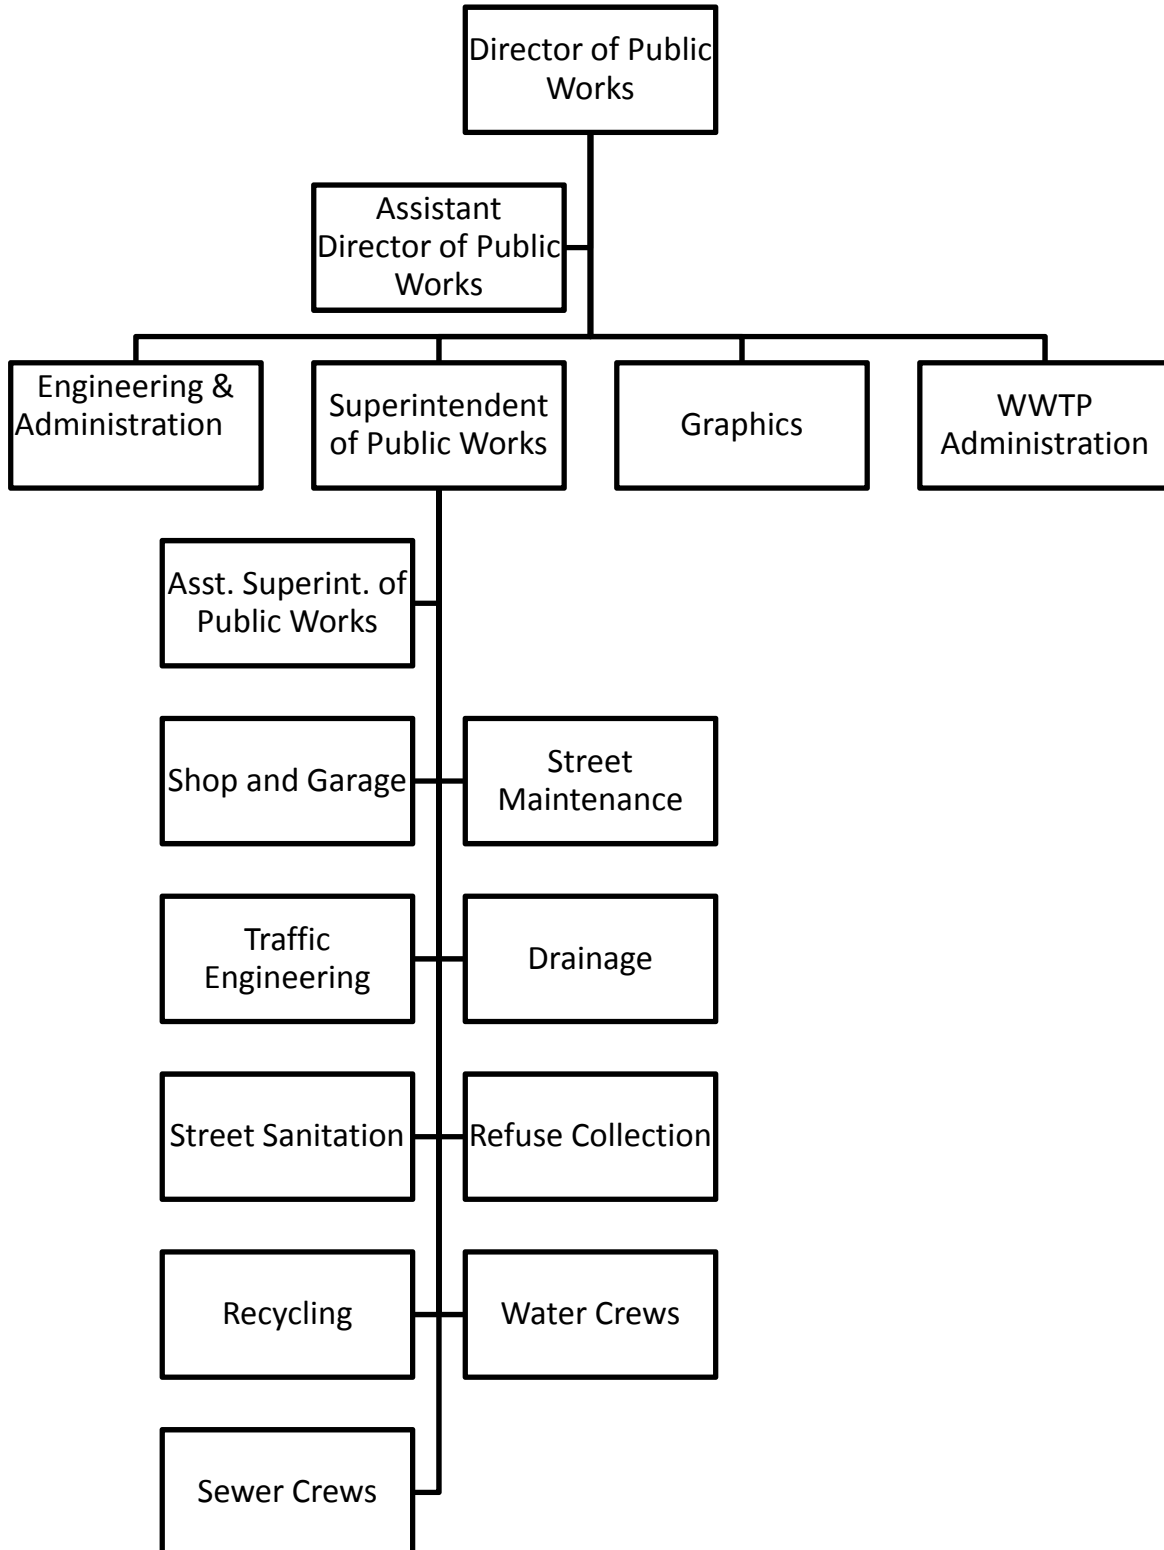 Director of Public
Works
Assistant
Director of Public
Works
Engineering &
Administration
Superintendent
of Public Works
Graphics
WWTP
Administration
Asst. Superint. of
Public Works
Shop and Garage
Street
Maintenance
Traffic
Engineering
Drainage
Street Sanitation
Refuse Collection
Recycling
Water Crews
Sewer Crews